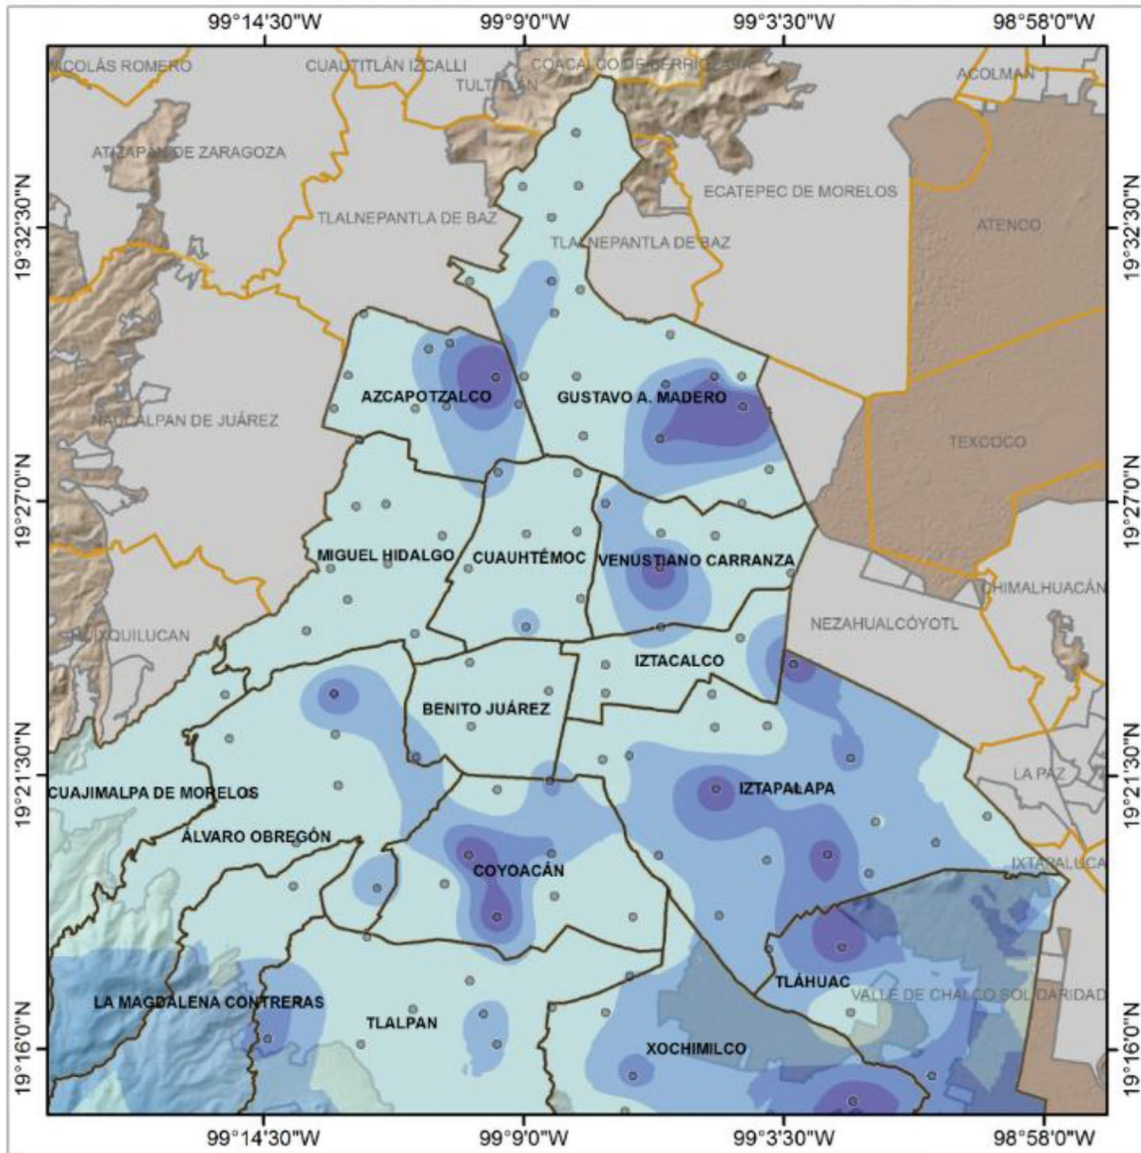 99°14'30"W 99°9'0"W 99°3'30"W 98°58'0"W
NICOLÁS ROMERO
CUAUTITLÁN IZCALLI
COACALCO DE BERRIOZÁBAL
ACOLMAN
TULTITLÁN
ATIZAPÁN DE ZARAGOZA
ECATEPEC DE MORELOS
TLALNEPANTLA DE BAZ
ATENCO
19°32'30"N
19°32'30"N
TLALNEPANTLA DE BAZ
AZCAPOTZALCO
GUSTAVO A. MADERO
NAUCALPAN DE JUÁREZ
TEXCOCO
19°27'0"N
19°27'0"N
MIGUEL HIDALGO
CUAUHTÉMOC
VENUSTIANO CARRANZA
CHIMALHUACÁN
NEZAHUALCÓYOTL
HUIXQUILUCAN
IZTACALCO
BENITO JUÁREZ
19°21'30"N
19°21'30"N
LA PAZ
CUAJIMALPA DE MORELOS
IZTAPALAPA
ÁLVARO OBREGÓN
IXTAPALUCA
COYOACÁN
TLÁHUAC
VALLE DE CHALCO SOLIDARIDAD
LA MAGDALENA CONTRERAS
TLALPAN
XOCHIMILCO
19°16'0"N
19°16'0"N
99°14'30"W 99°9'0"W 99°3'30"W 98°58'0"W